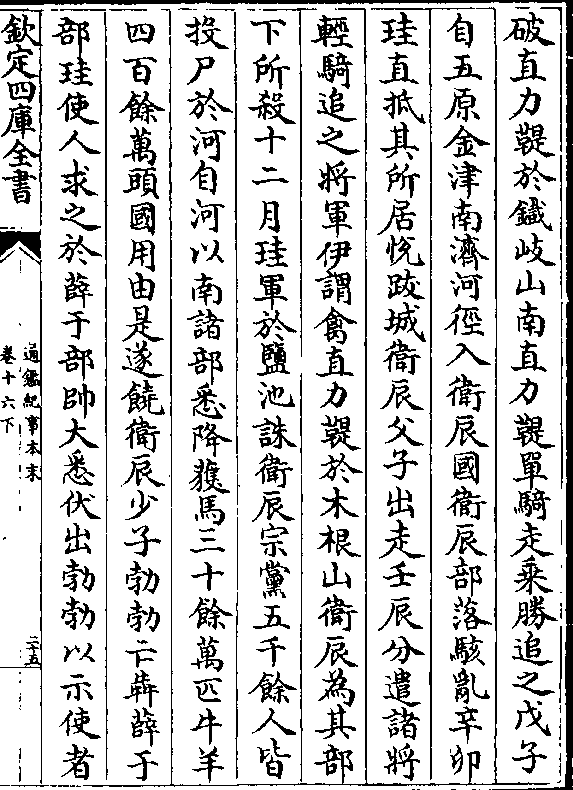 破直力鞮於鐵岐山南直力鞮單騎走乘勝追之戊子
自五原金津南濟河徑入衛辰國衛辰部落駭亂辛卯
珪直抵其所居悅跋城衛辰父子出走壬辰分遣諸將
輕騎追之將軍伊謂禽直力鞮於木根山衛辰為其部
下所殺十二月珪軍於鹽池誅衛辰宗黨五千餘人皆
投尸於河自河以南諸部悉降獲馬三十餘萬匹牛羊
四百餘萬頭國用由是遂饒衛辰少子勃勃亡犇薛于
部珪使人求之於薛于部帥太悉伏出勃勃以示使者
欽定四庫全書
通鑑紀事本末
卷十六下
二十五